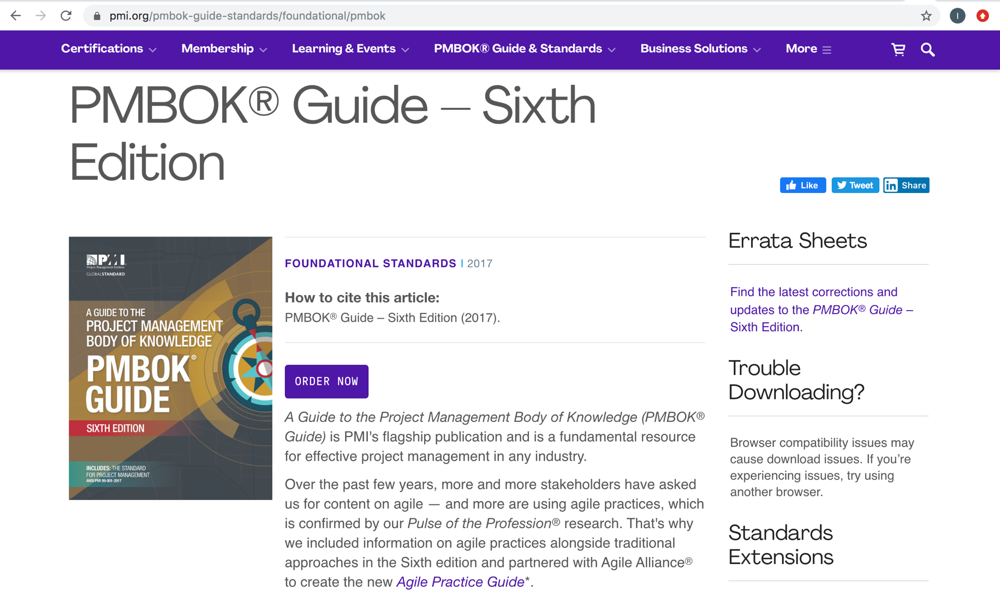 pmi.org/pmbok-guide-standards/foundational/pmbok
I
Certifications Membership Learning & Events PMBOK® Guide & Standards Business Solutions More
PMBOK® Guide – Sixth
Edition
Like Tweet in Share
PMI
Project Management Institute
GLOBALSTANDARD
A GUIDE TO THE
PROJECT MANAGEMENT
BODY OF KNOWLEDGE
PMBOK®
GUIDE
SIXTH EDITION
INCLUDES: THE STANDARD
FOR PROJECT MANAGEMENT
ANSI/PMI 99-001-2017
FOUNDATIONAL STANDARDS | 2017
How to cite this article:
PMBOK® Guide – Sixth Edition (2017).
ORDER NOW
A Guide to the Project Management Body of Knowledge (PMBOK®
Guide) is PMI's flagship publication and is a fundamental resource
for effective project management in any industry.
Over the past few years, more and more stakeholders have asked
us for content on agile — and more are using agile practices, which
is confirmed by our Pulse of the Profession® research. That's why
we included information on agile practices alongside traditional
approaches in the Sixth edition and partnered with Agile Alliance®
to create the new Agile Practice Guide*.
Errata Sheets
Find the latest corrections and
updates to the PMBOK® Guide –
Sixth Edition.
Trouble
Downloading?
Browser compatibility issues may
cause download issues. If you’re
experiencing issues, try using
another browser.
Standards
Extensions